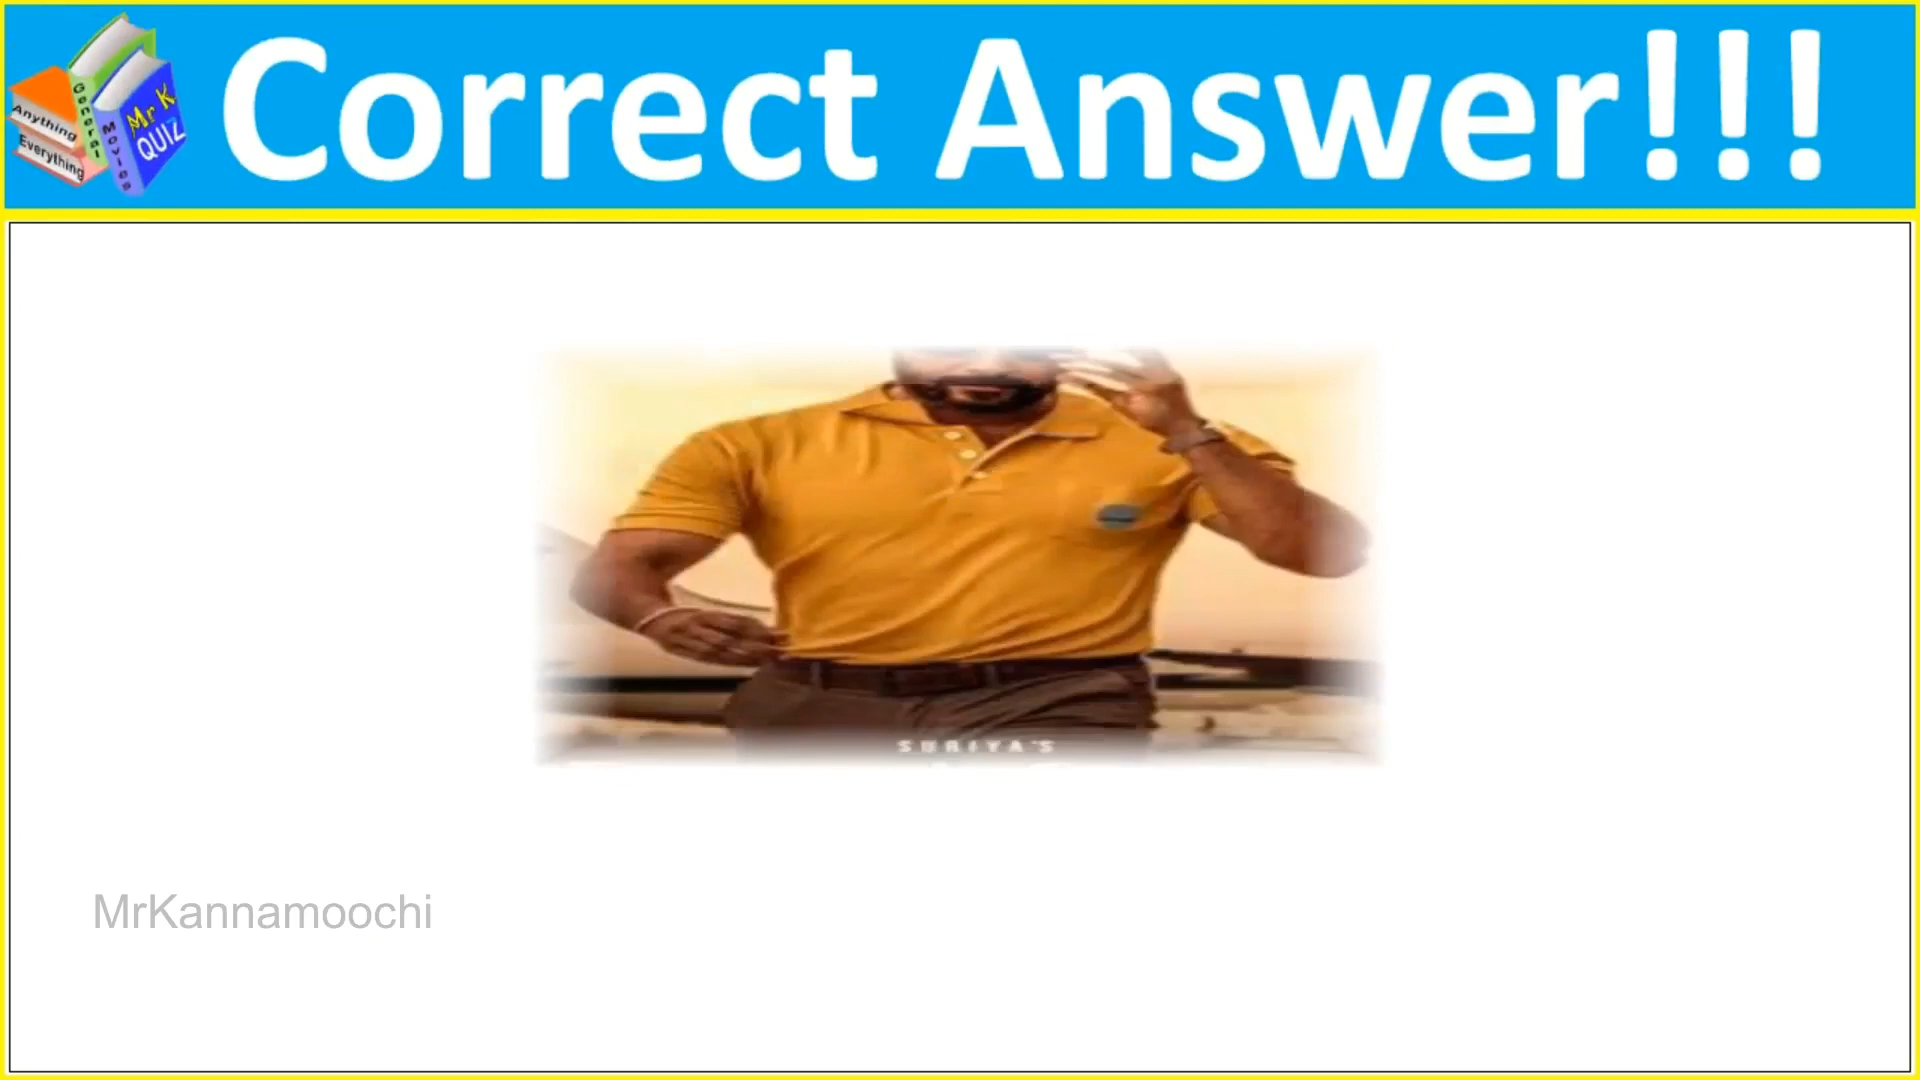 Correct Answer!!!
Anything
Everything
General
Movies
Mr K
QUIZ
SURIYA'S
MrKannamoochi